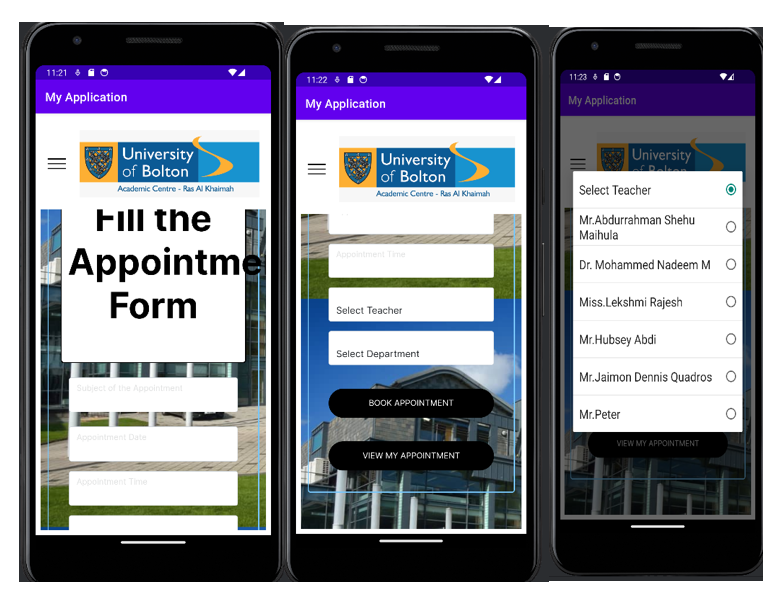 11:21
My Application
University
of Bolton
Academic Centre - Ras Al Khaimah
Fill the
Appointme
Form
Subject of the Appointment
Appointment Date
Appointment Time
11:22
My Application
University
of Bolton
Academic Centre - Ras Al Khaimah
Appointment Time
Select Teacher
Select Department
BOOK APPOINTMENT
VIEW MY APPOINTMENT
11:23
My Application
University
Select Teacher
Mr.Abdurrahman Shehu
Maihula
Dr. Mohammed Nadeem M
Miss.Lekshmi Rajesh
Mr.Hubsey Abdi
Mr.Jaimon Dennis Quadros
Mr.Peter
VIEW MY APPOINTMENT